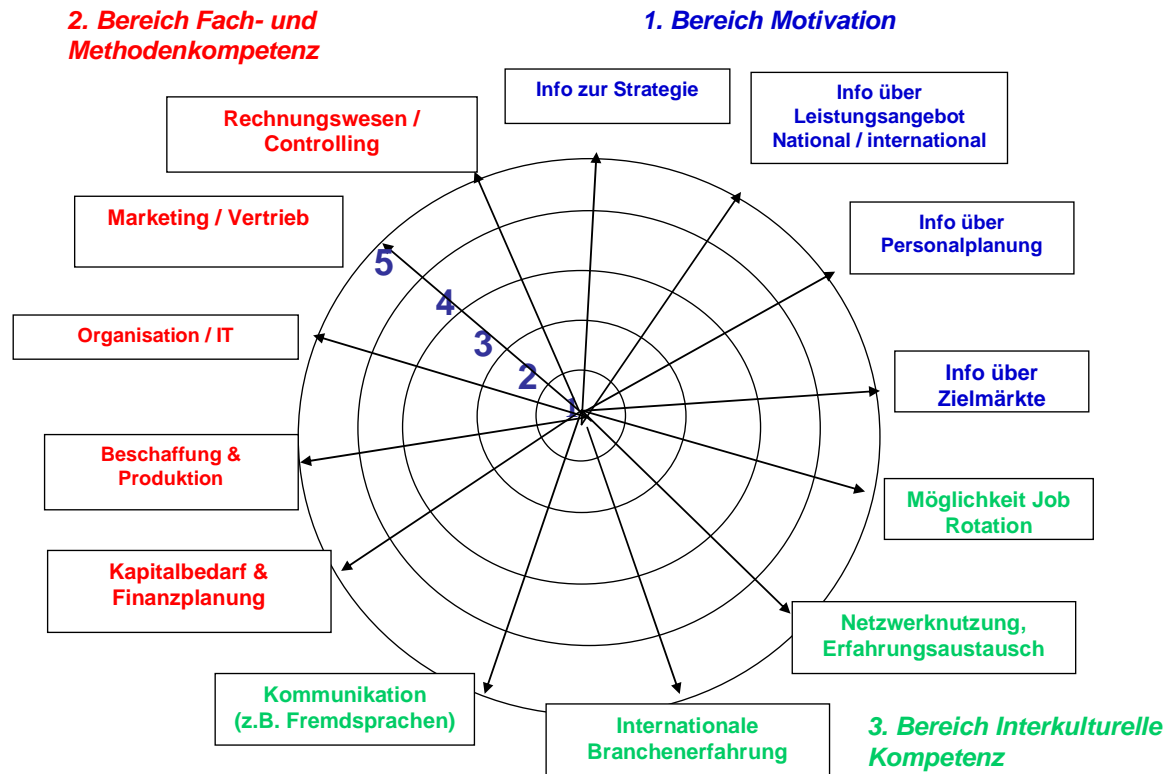 2. Bereich Fach- und
Methodenkompetenz
1. Bereich Motivation
Info zur Strategie
Info über
Leistungsangebot
National / international
Rechnungswesen /
Controlling
Marketing / Vertrieb
Info über
Personalplanung
5
4
Organisation / IT
3
2
Info über
Zielmärkte
1
Beschaffung &
Produktion
Möglichkeit Job
Rotation
Kapitalbedarf &
Finanzplanung
Netzwerknutzung,
Erfahrungsaustausch
Kommunikation
(z.B. Fremdsprachen)
Internationale
Branchenerfahrung
3. Bereich Interkulturelle
Kompetenz